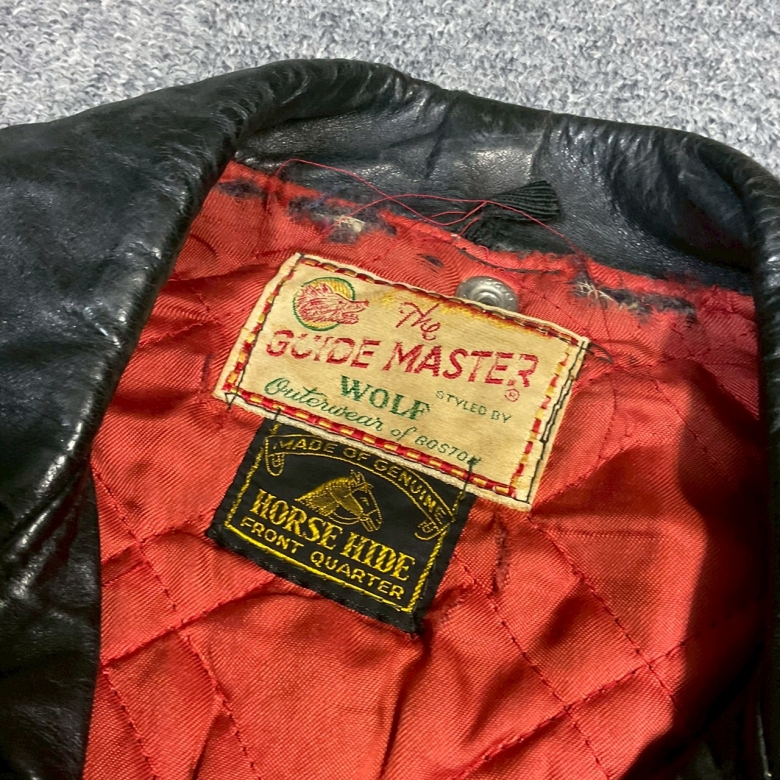 The
GUIDE MASTER ®
STYLED BY
WOLF
Outerwear of BOSTON
MADE OF GENUINE
HORSE HIDE
FRONT QUARTER